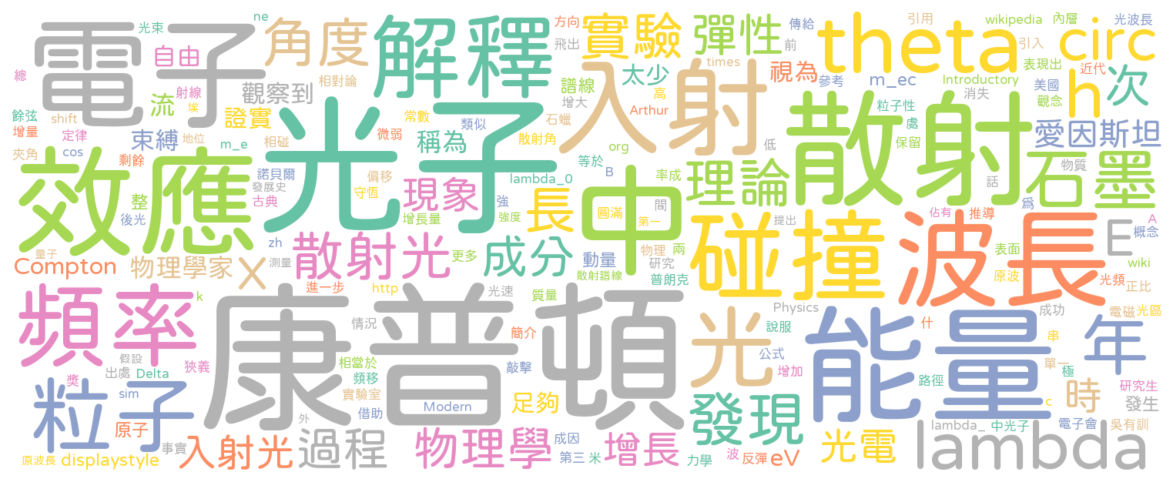 電子
解釋
角度
實驗
彈性
theta
circ
光束
ne
自由
方向
傳給
引用
wikipedia
內層
光波長
總
射線
埃
相對論
飛出
入射
前
引入
表現出
近代
譜線
太少
視為
times
m_ec
Introductory
美國
h
次
流
觀察到
增大
石蠟
高
Arthur
參考
消失
觀念
餘弦
shift
增量
定律
地位
證實
常數
微弱
類似
散射角
粒子性
處
散射
愛因斯坦
夾角
cos
束縛
m_e
相碰
稱為
等於
org
B
低
保留
物質
剩餘
諾貝爾
偏移
光子
lambda_0
率成
話
石墨
效應
發展史
古典
整
守恆
現象
強
中
理論
後光
增長量
強度
長
圓滿
間
第一
提出
推導
為
A
概念
佔有
量子
zh
測量
散射光
更多
成分
動量
物理
兩
研究
散射譜線
普朗克
碰撞
波長
表面
E
wiki
Compton
物理學家
X
進一步
http
光速
質量
原波
光頻
正比
頻率
k
康普頓
情況
簡介
光
Physics
說服
什
能量
成功
電磁
光區
串
年
單一
假設
出處
狹義
相當於
頻移
敲擊
公式
增加
極
獎
Delta
sim
實驗室
Modern
足夠
發現
路徑
c
時
研究生
發生
粒子
原子
外
借助
lambda_
中光子
電子會
吳有訓
事實
入射光
過程
物理學
成因
增長
波
反彈
光電
lambda
原波長
displaystyle
第三
米
力學
eV